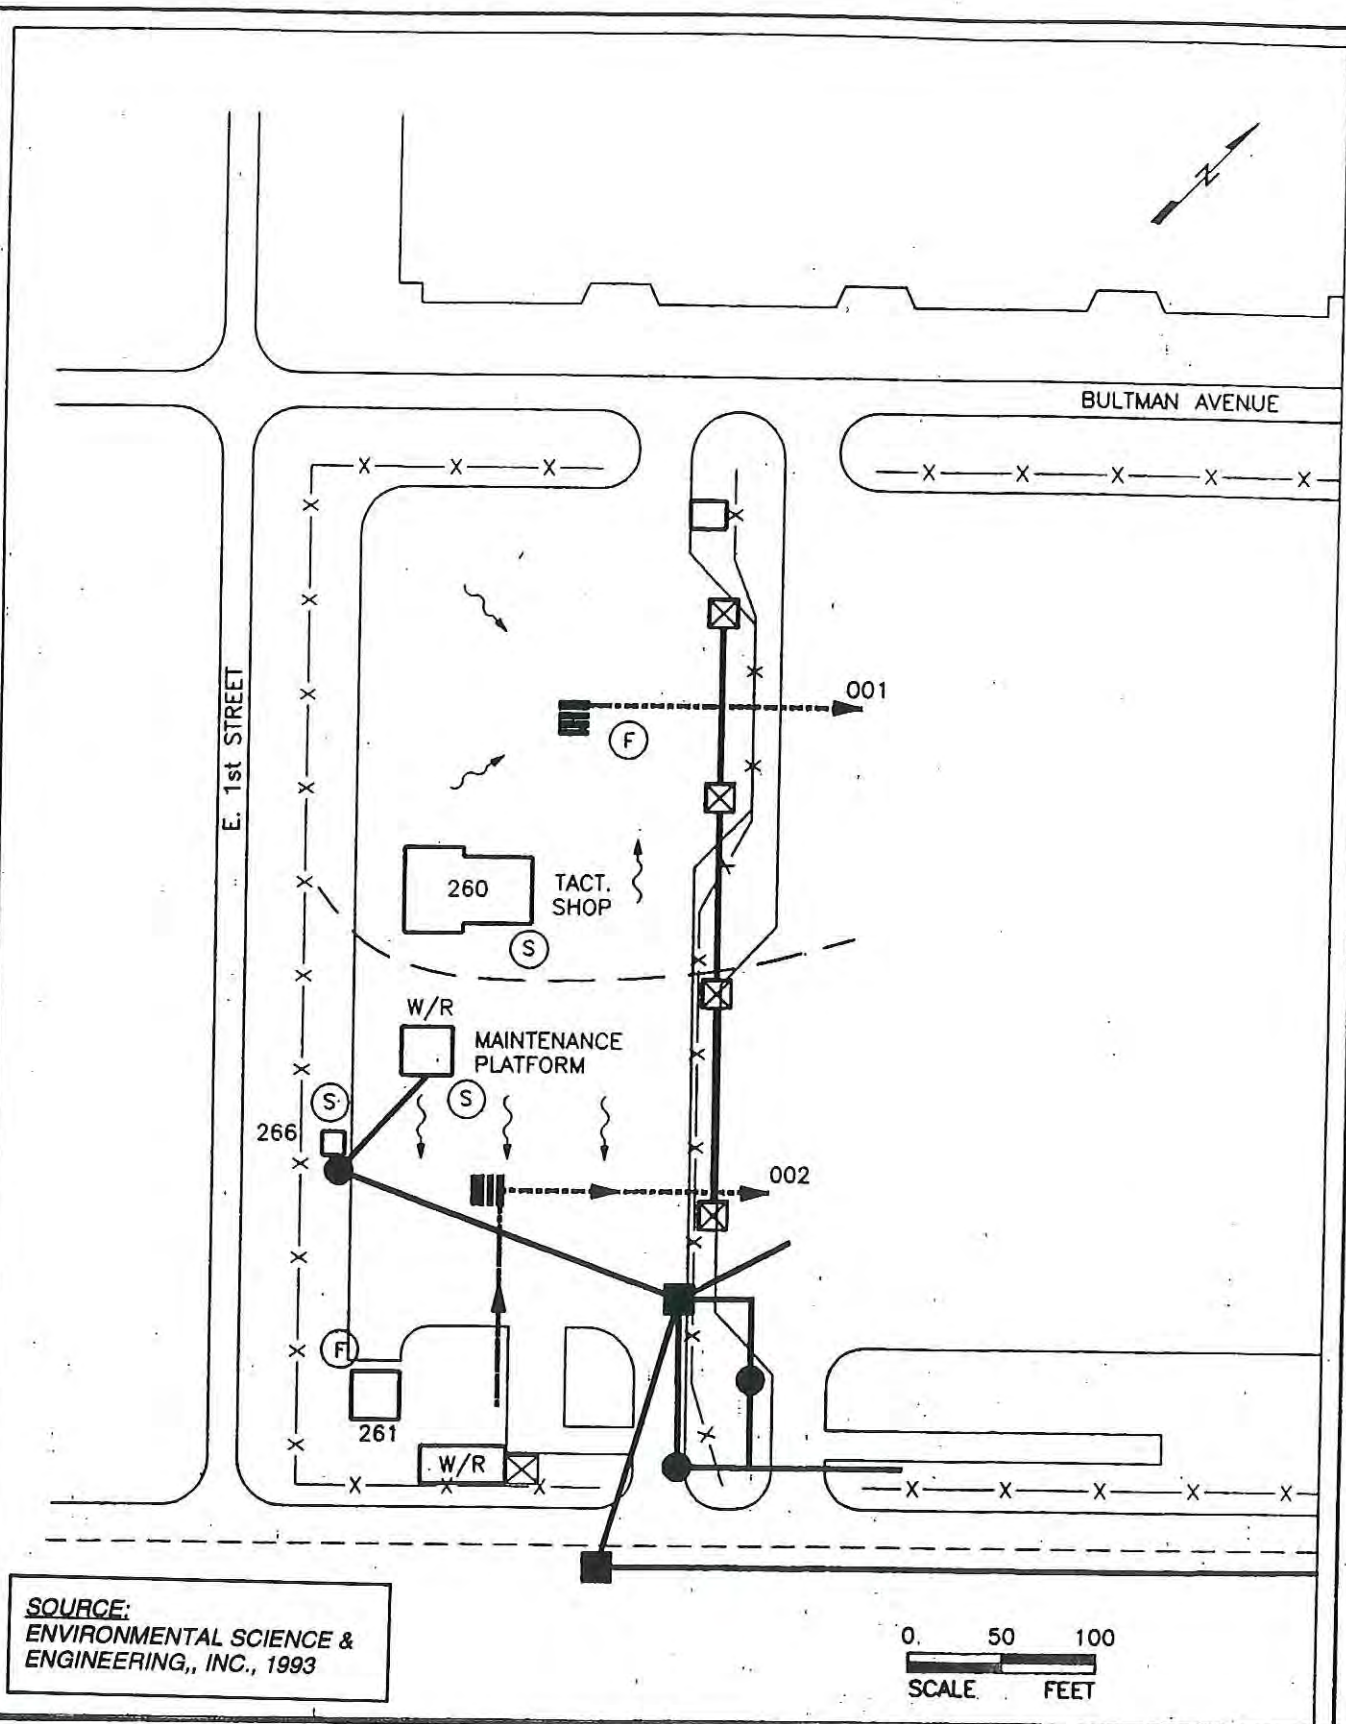 N
BULTMAN AVENUE
E. 1st STREET
001
F
260
TACT.
SHOP
S
W/R
MAINTENANCE
PLATFORM
S
S
266
002
F
261
W/R
SOURCE:
ENVIRONMENTAL SCIENCE &
ENGINEERING,, INC., 1993
0 50 100
SCALE FEET